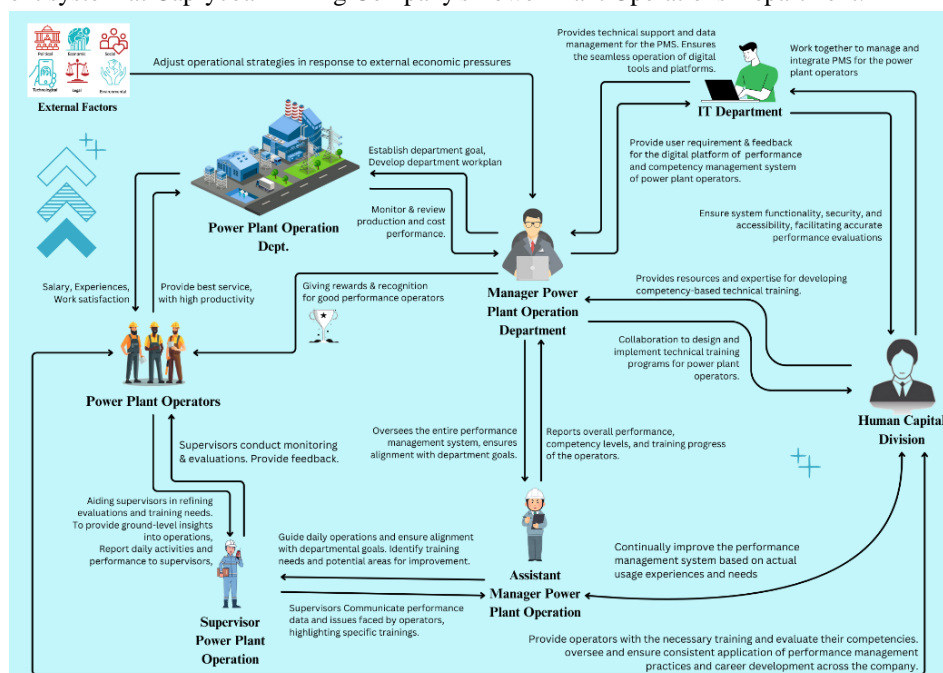 Political
Economic
Social
Technological
Legal
Environmental
External Factors
Adjust operational strategies in response to external economic pressures
Provides technical support and data
management for the PMS. Ensures
the seamless operation of digital
tools and platforms.
Work together to manage and
integrate PMS for the power
plant operators
IT Department
Establish department goal,
Develop department workplan
Provide user requirement & feedback
for the digital platform of performance
and competency management system
of power plant operators.
Power Plant Operation
Dept.
Monitor & review
production and cost
performance.
Ensure system functionality, security, and
accessibility, facilitating accurate
performance evaluations
Salary, Experiences,
Work satisfaction
Provide best service,
with high productivity
Giving rewards & recognition
for good performance operators
Manager Power
Plant Operation
Department
Provides resources and expertise for developing
competency-based technical training.
Collaboration to design and
implement technical training
programs for power plant
operators.
Power Plant Operators
Human Capital
Division
Supervisors conduct monitoring
& evaluations. Provide feedback.
Oversees the entire performance
management system, ensures
alignment with department goals.
Reports overall performance,
competency levels, and training progress
of the operators.
Aiding supervisors in refining
evaluations and training needs.
To provide ground-level insights
into operations,
Report daily activities and
performance to supervisors,
Guide daily operations and ensure alignment
with departmental goals. Identify training
needs and potential areas for improvement.
Assistant
Manager Power
Plant Operation
Continually improve the performance
management system based on actual
usage experiences and needs
Supervisor
Power Plant
Operation
Supervisors Communicate performance
data and issues faced by operators,
highlighting specific trainings.
Provide operators with the necessary training and evaluate their competencies.
oversee and ensure consistent application of performance management
practices and career development across the company.